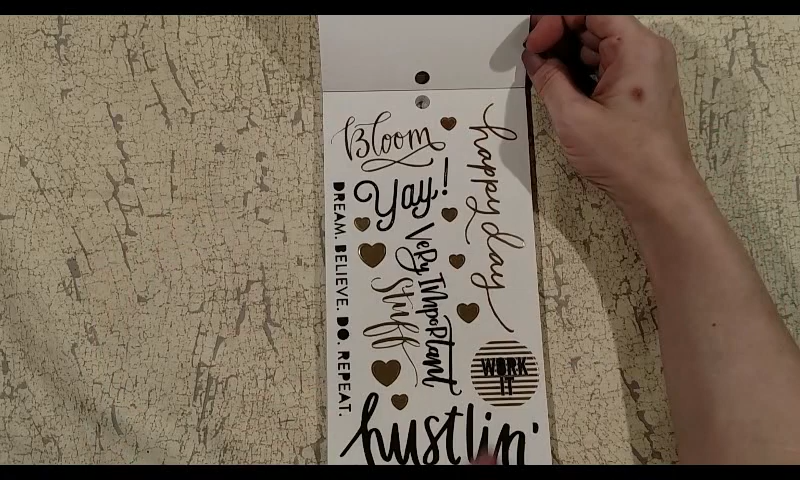 Bloom
happy day
Yay!
DREAM. BELIEVE. DO. REPEAT.
VeRy IMpoRtant
Stuff
WORK
IT
hustlin'